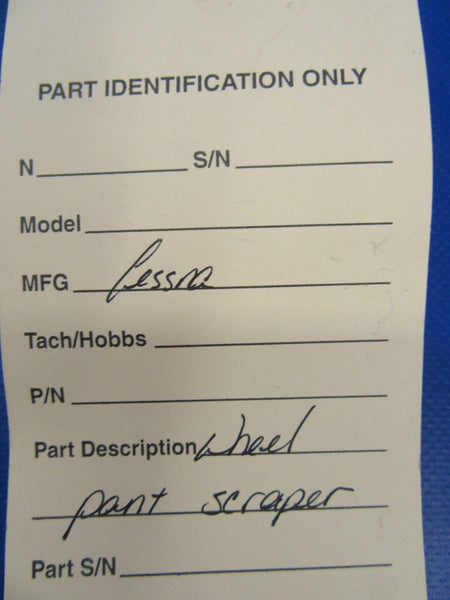 PART IDENTIFICATION ONLY
N S/N
Model
MFG Cessna
Tach/Hobbs
P/N
Part Description wheel
pant scraper
Part S/N